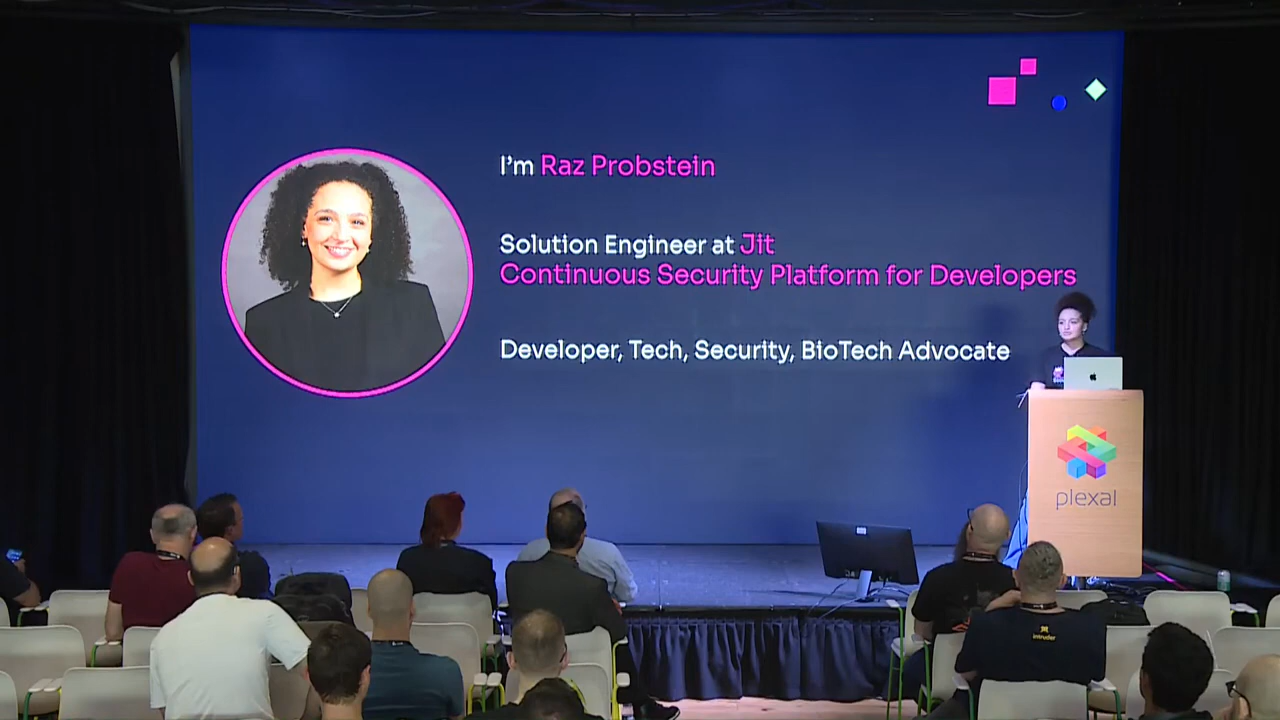 I'm Raz Probstein
Solution Engineer at Jit
Continuous Security Platform for Developers
Developer, Tech, Security, BioTech Advocate
plexal
intruder